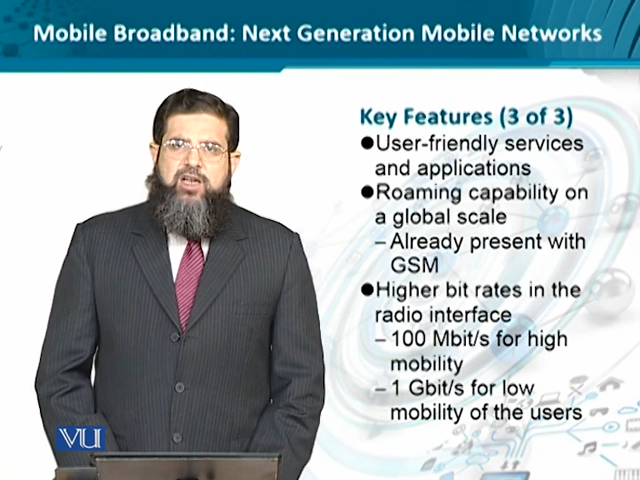 Mobile Broadband: Next Generation Mobile Networks
Key Features (3 of 3)
●User-friendly services
and applications
●Roaming capability on
a global scale
– Already present with
GSM
●Higher bit rates in the
radio interface
– 100 Mbit/s for high
mobility
– 1 Gbit/s for low
mobility of the users
VU